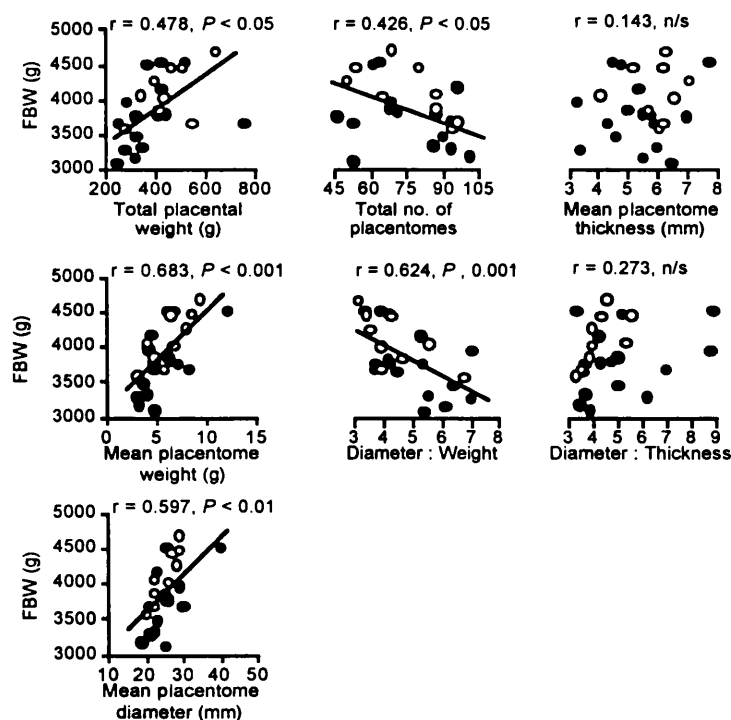 r = 0.478, P < 0.05
r = 0.426, P < 0.05
r = 0.143, n/s
FBW (g)
5000
4500
4000
3500
3000
200 400 600 800
45 60 75 90 105
3 4 5 6 7 8
Total placental
weight (g)
Total no. of
placentomes
Mean placentome
thickness (mm)
r = 0.683, P < 0.001
r = 0.624, P , 0.001
r = 0.273, n/s
FBW (g)
5000
4500
4000
3500
3000
0 5 10 15
3 4 5 6 7 8
3 4 5 6 7 8 9
Mean placentome
weight (g)
Diameter : Weight
Diameter : Thickness
r = 0.597, P < 0.01
FBW (g)
5000
4500
4000
3500
3000
10 20 30 40 50
Mean placentome
diameter (mm)